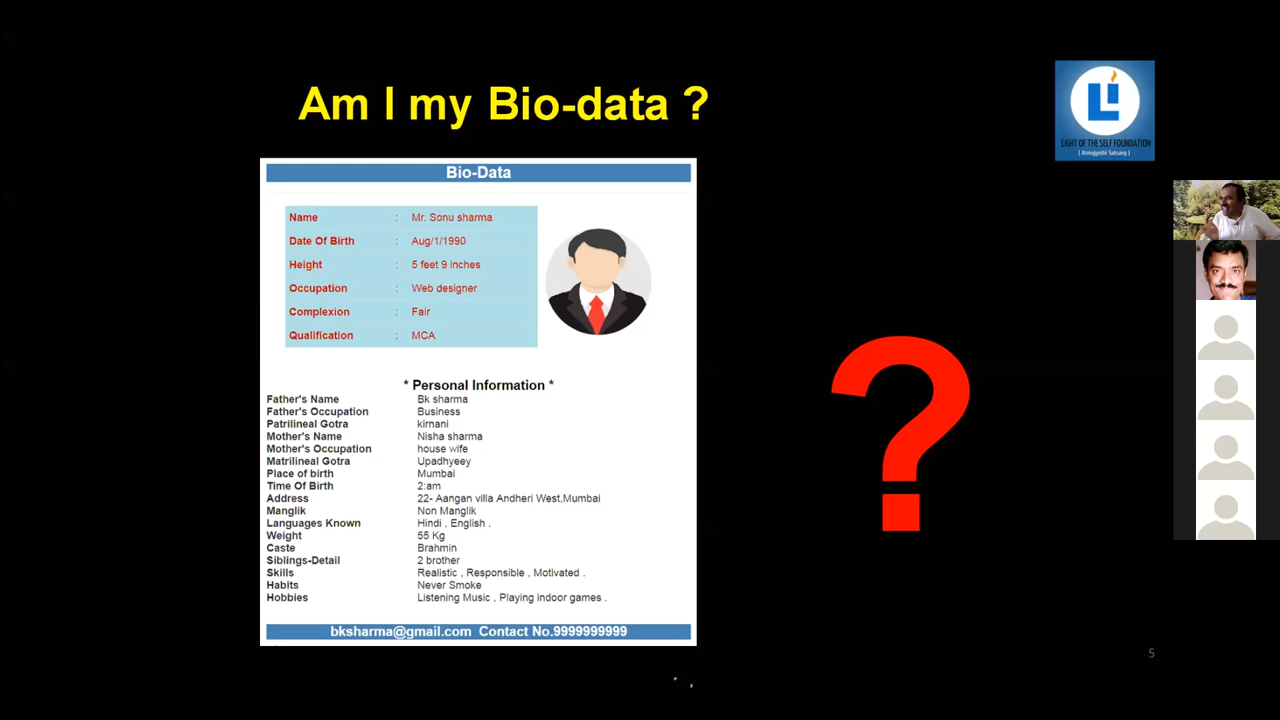 Am I my Bio-data ?
LI
LIGHT OF THE SELF FOUNDATION
( Atmajyothi Satsang )
Bio-Data
Name : Mr. Sonu sharma
Date Of Birth : Aug/1/1990
Height : 5 feet 9 inches
Occupation : Web designer
Complexion : Fair
Qualification : MCA
* Personal Information *
Father's Name Bk sharma
Father's Occupation Business
Patrilineal Gotra kirnani
Mother's Name Nisha sharma
Mother's Occupation house wife
Matrilineal Gotra Upadhyeey
Place of birth Mumbai
Time Of Birth 2:am
Address 22- Aangan villa Andheri West,Mumbai
Manglik Non Manglik
Languages Known Hindi , English .
Weight 55 Kg
Caste Brahmin
Siblings-Detail 2 brother
Skills Realistic , Responsible , Motivated .
Habits Never Smoke
Hobbies Listening Music , Playing indoor games .
bksharma@gmail.com Contact No.9999999999
?
5